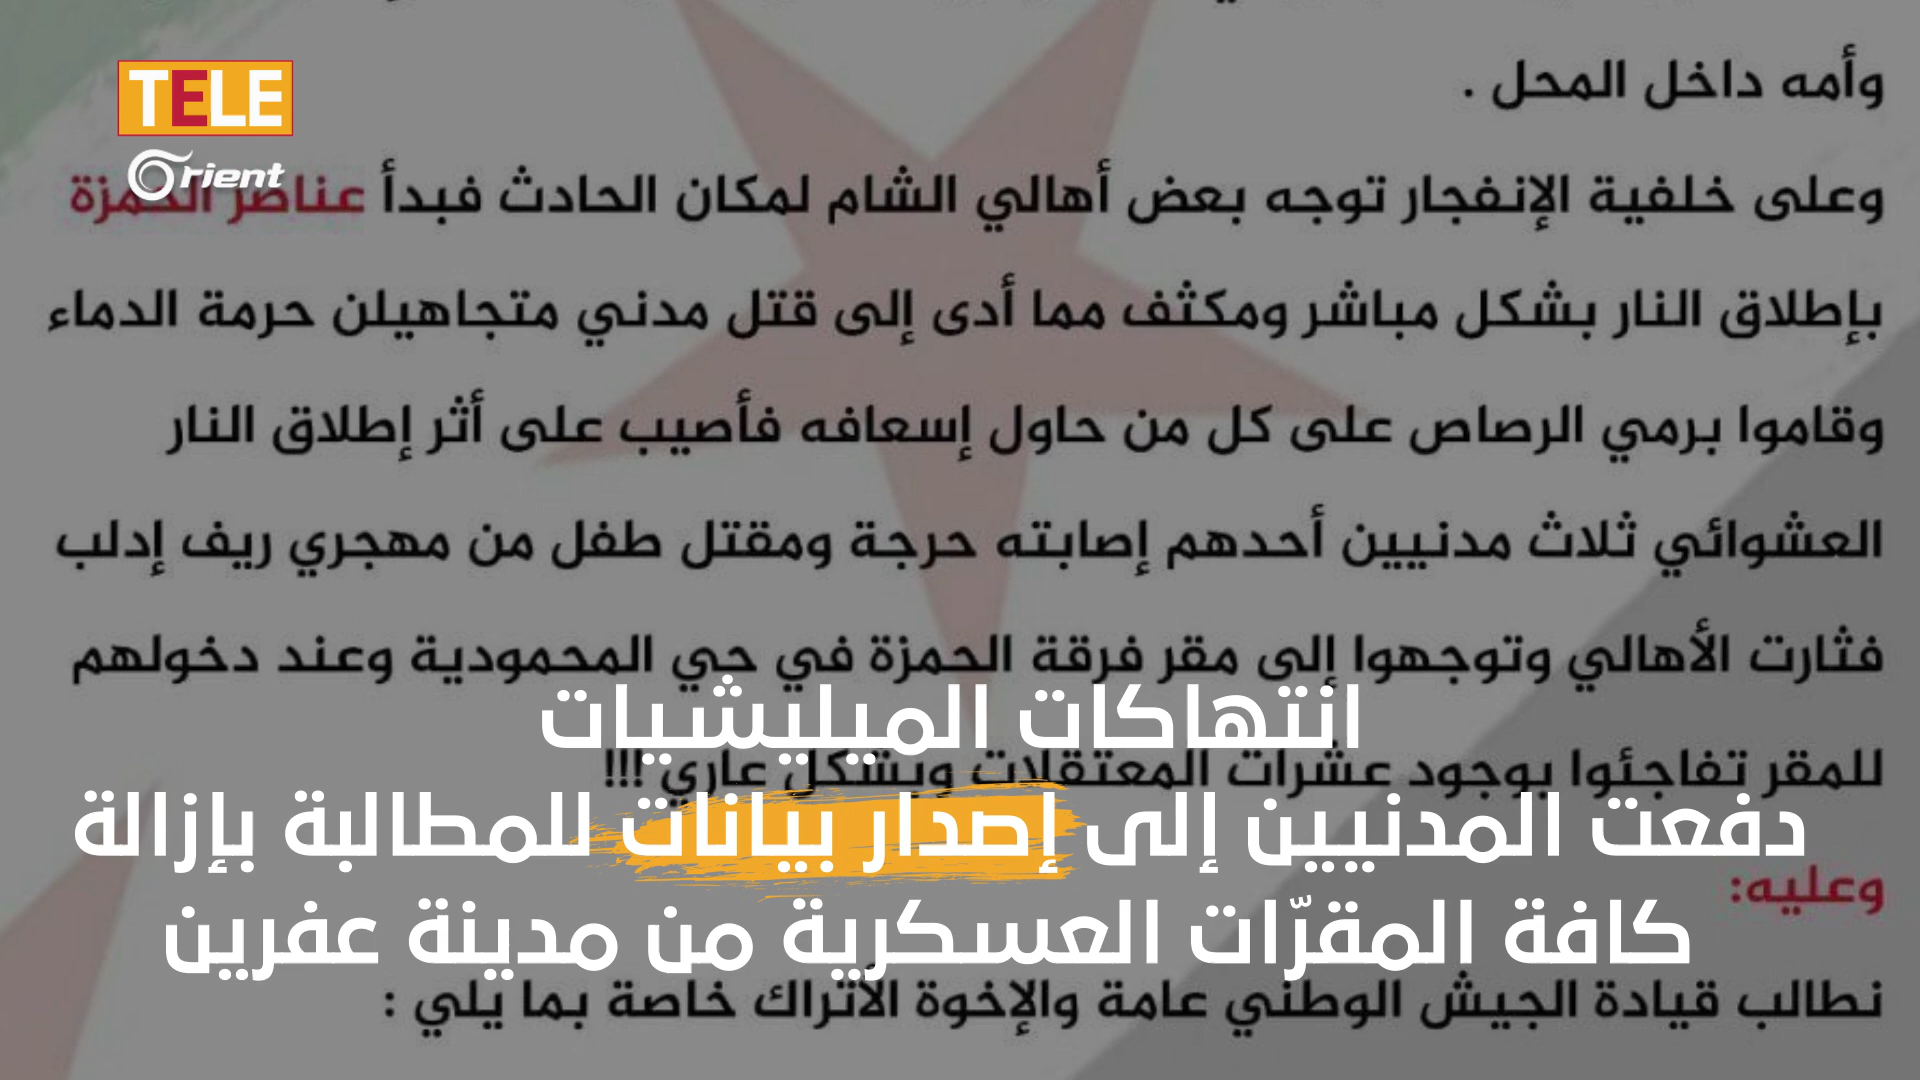 وأمه داخل المحل .
TELE
Orient
وعلى خلفية الإنفجار توجه بعض أهالي الشام لمكان الحادث فبدأ عناصر الحمزة
بإطلاق النار بشكل مباشر ومكثف مما أدى إلى قتل مدني متجاهيلن حرمة الدماء
وقاموا برمي الرصاص على كل من حاول إسعافه فأصيب على أثر إطلاق النار
العشوائي ثلاث مدنيين أحدهم إصابته حرجة ومقتل طفل من مهجري ريف إدلب
فثارت الأهالي وتوجهوا إلى مقر فرقة الحمزة في حي المحمودية وعند دخولهم
انتهاكات الميليشيات
للمقر تفاجئوا بوجود عشرات المعتقلات وبشكل عاري !!!
دفعت المدنيين إلى إصدار بيانات للمطالبة بإزالة
وعليه:
كافة المقرّات العسكرية من مدينة عفرين
نطالب قيادة الجيش الوطني عامة والإخوة الأتراك خاصة بما يلي :